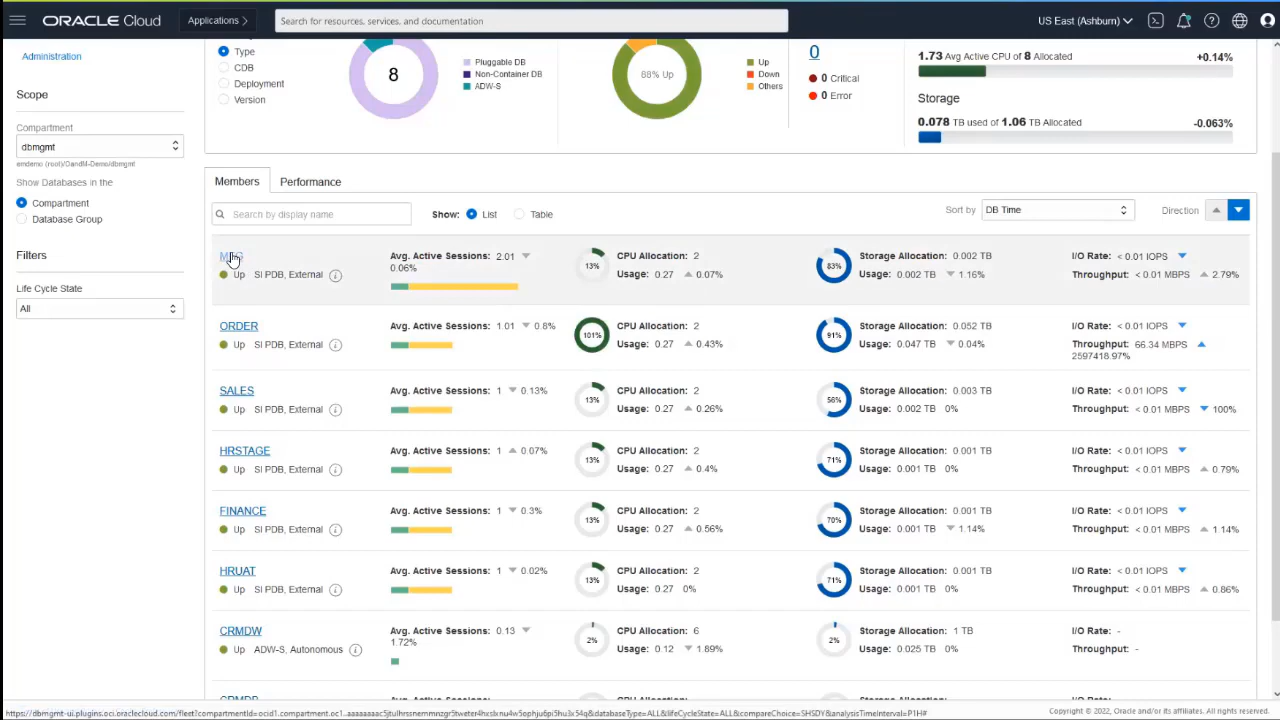 ORACLE Cloud
Applications
Search for resources, services, and documentation
US East (Ashburn)
Administration
Scope
Compartment
dbmgmt
emdemo (root)/OandM-Demo/dbmgmt
Show Databases in the
Compartment
Database Group
Filters
Life Cycle State
All
Type
CDB
Deployment
Version
8
Pluggable DB
Non-Container DB
ADW-S
88% Up
Up
Down
Others
0
0 Critical
0 Error
1.73 Avg Active CPU of 8 Allocated
+0.14%
Storage
0.078 TB used of 1.06 TB Allocated
-0.063%
Members
Performance
Search by display name
Show: List Table
Sort by DB Time
Direction
Up SI PDB, External
Avg. Active Sessions: 2.01
0.06%
13%
CPU Allocation: 2
Usage: 0.27 0.07%
83%
Storage Allocation: 0.002 TB
Usage: 0.002 TB 1.16%
I/O Rate: < 0.01 IOPS
Throughput: < 0.01 MBPS 2.79%
ORDER
Up SI PDB, External
Avg. Active Sessions: 1.01 0.8%
101%
CPU Allocation: 2
Usage: 0.27 0.43%
91%
Storage Allocation: 0.052 TB
Usage: 0.047 TB 0.04%
I/O Rate: < 0.01 IOPS
Throughput: 66.34 MBPS
2597418.97%
SALES
Up SI PDB, External
Avg. Active Sessions: 1 0.13%
13%
CPU Allocation: 2
Usage: 0.27 0.26%
56%
Storage Allocation: 0.003 TB
Usage: 0.002 TB 0%
I/O Rate: < 0.01 IOPS
Throughput: < 0.01 MBPS 100%
HRSTAGE
Up SI PDB, External
Avg. Active Sessions: 1 0.07%
13%
CPU Allocation: 2
Usage: 0.27 0.4%
71%
Storage Allocation: 0.001 TB
Usage: 0.001 TB 0%
I/O Rate: < 0.01 IOPS
Throughput: < 0.01 MBPS 0.79%
FINANCE
Up SI PDB, External
Avg. Active Sessions: 1 0.3%
13%
CPU Allocation: 2
Usage: 0.27 0.56%
70%
Storage Allocation: 0.001 TB
Usage: 0.001 TB 1.14%
I/O Rate: < 0.01 IOPS
Throughput: < 0.01 MBPS 1.14%
HRUAT
Up SI PDB, External
Avg. Active Sessions: 1 0.02%
13%
CPU Allocation: 2
Usage: 0.27 0%
71%
Storage Allocation: 0.001 TB
Usage: 0.001 TB 0%
I/O Rate: < 0.01 IOPS
Throughput: < 0.01 MBPS 0.86%
CRMDW
Up ADW-S, Autonomous
Avg. Active Sessions: 0.13
1.72%
2%
CPU Allocation: 6
Usage: 0.12 1.89%
2%
Storage Allocation: 1 TB
Usage: 0.025 TB 0%
I/O Rate: -
Throughput: -
Copyright © 2022, Oracle and/or its affiliates. All rights reserved.